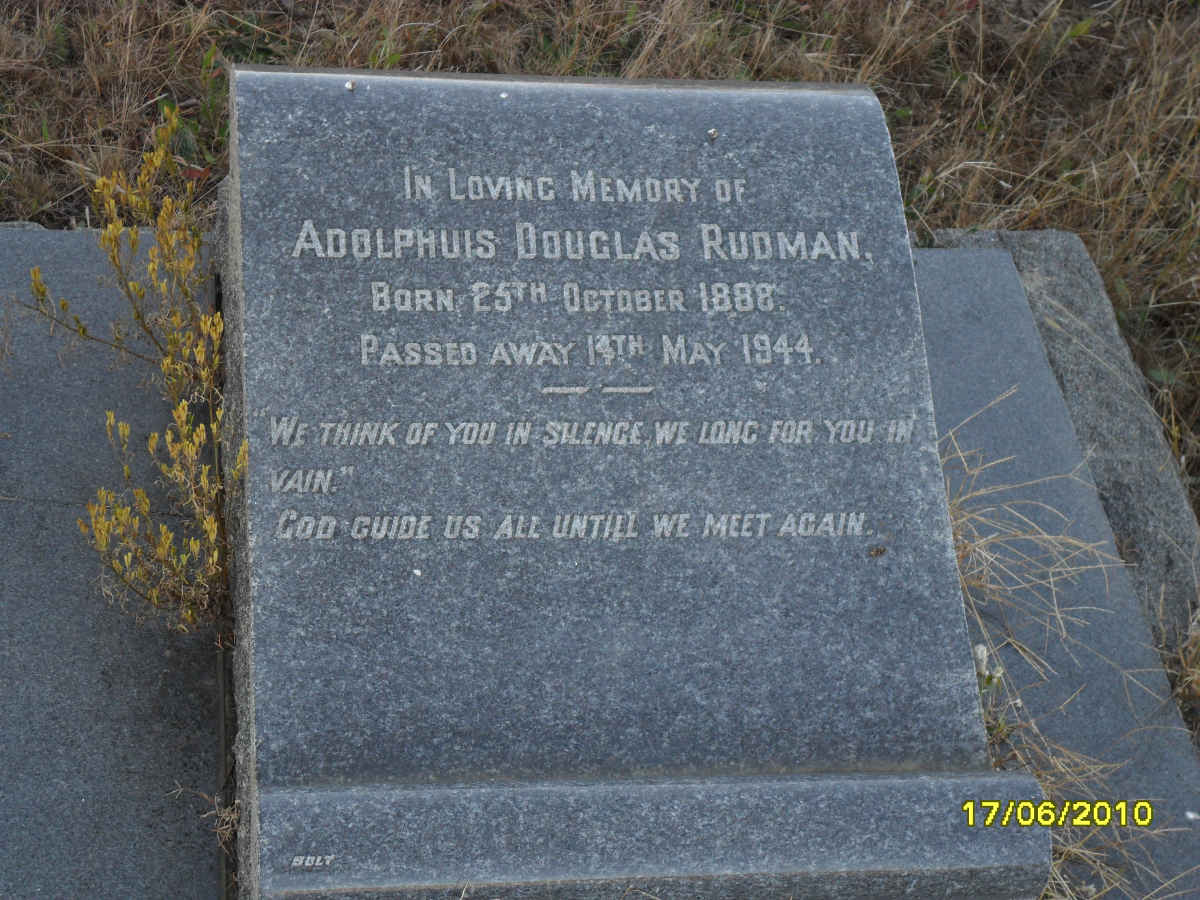 In Loving Memory of
Adolphuis Douglas Rudman,
Born 25th October 1888.
Passed away 14th May 1944.
"We think of you in silence, we long for you in
vain."
God guide us all untill we meet again.
17/06/2010